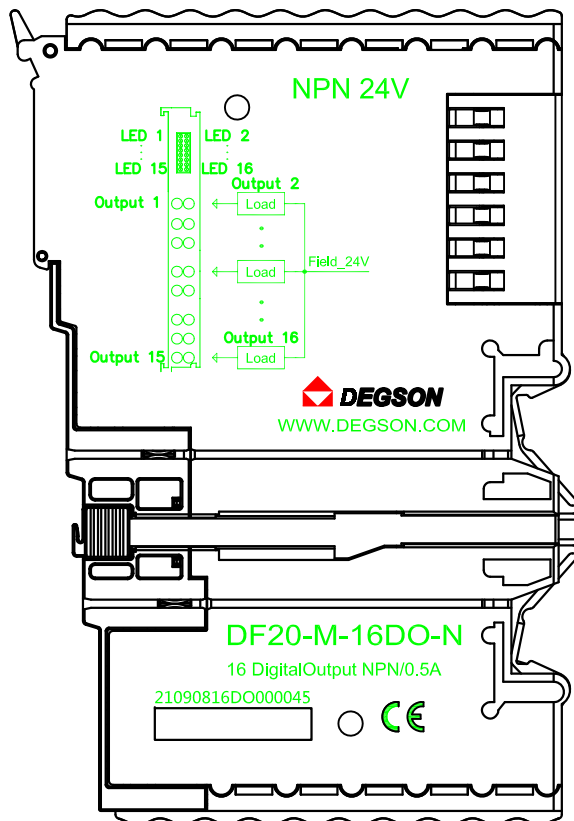 NPN 24V
LED 1 LED 2
LED 15 LED 16
Output 2
Output 1
Load
Field_24V
Load
Output 16
Output 15
Load
DEGSON
WWW.DEGSON.COM
DF20-M-16DO-N
16 DigitalOutput NPN/0.5A
21090816DO000045
CE